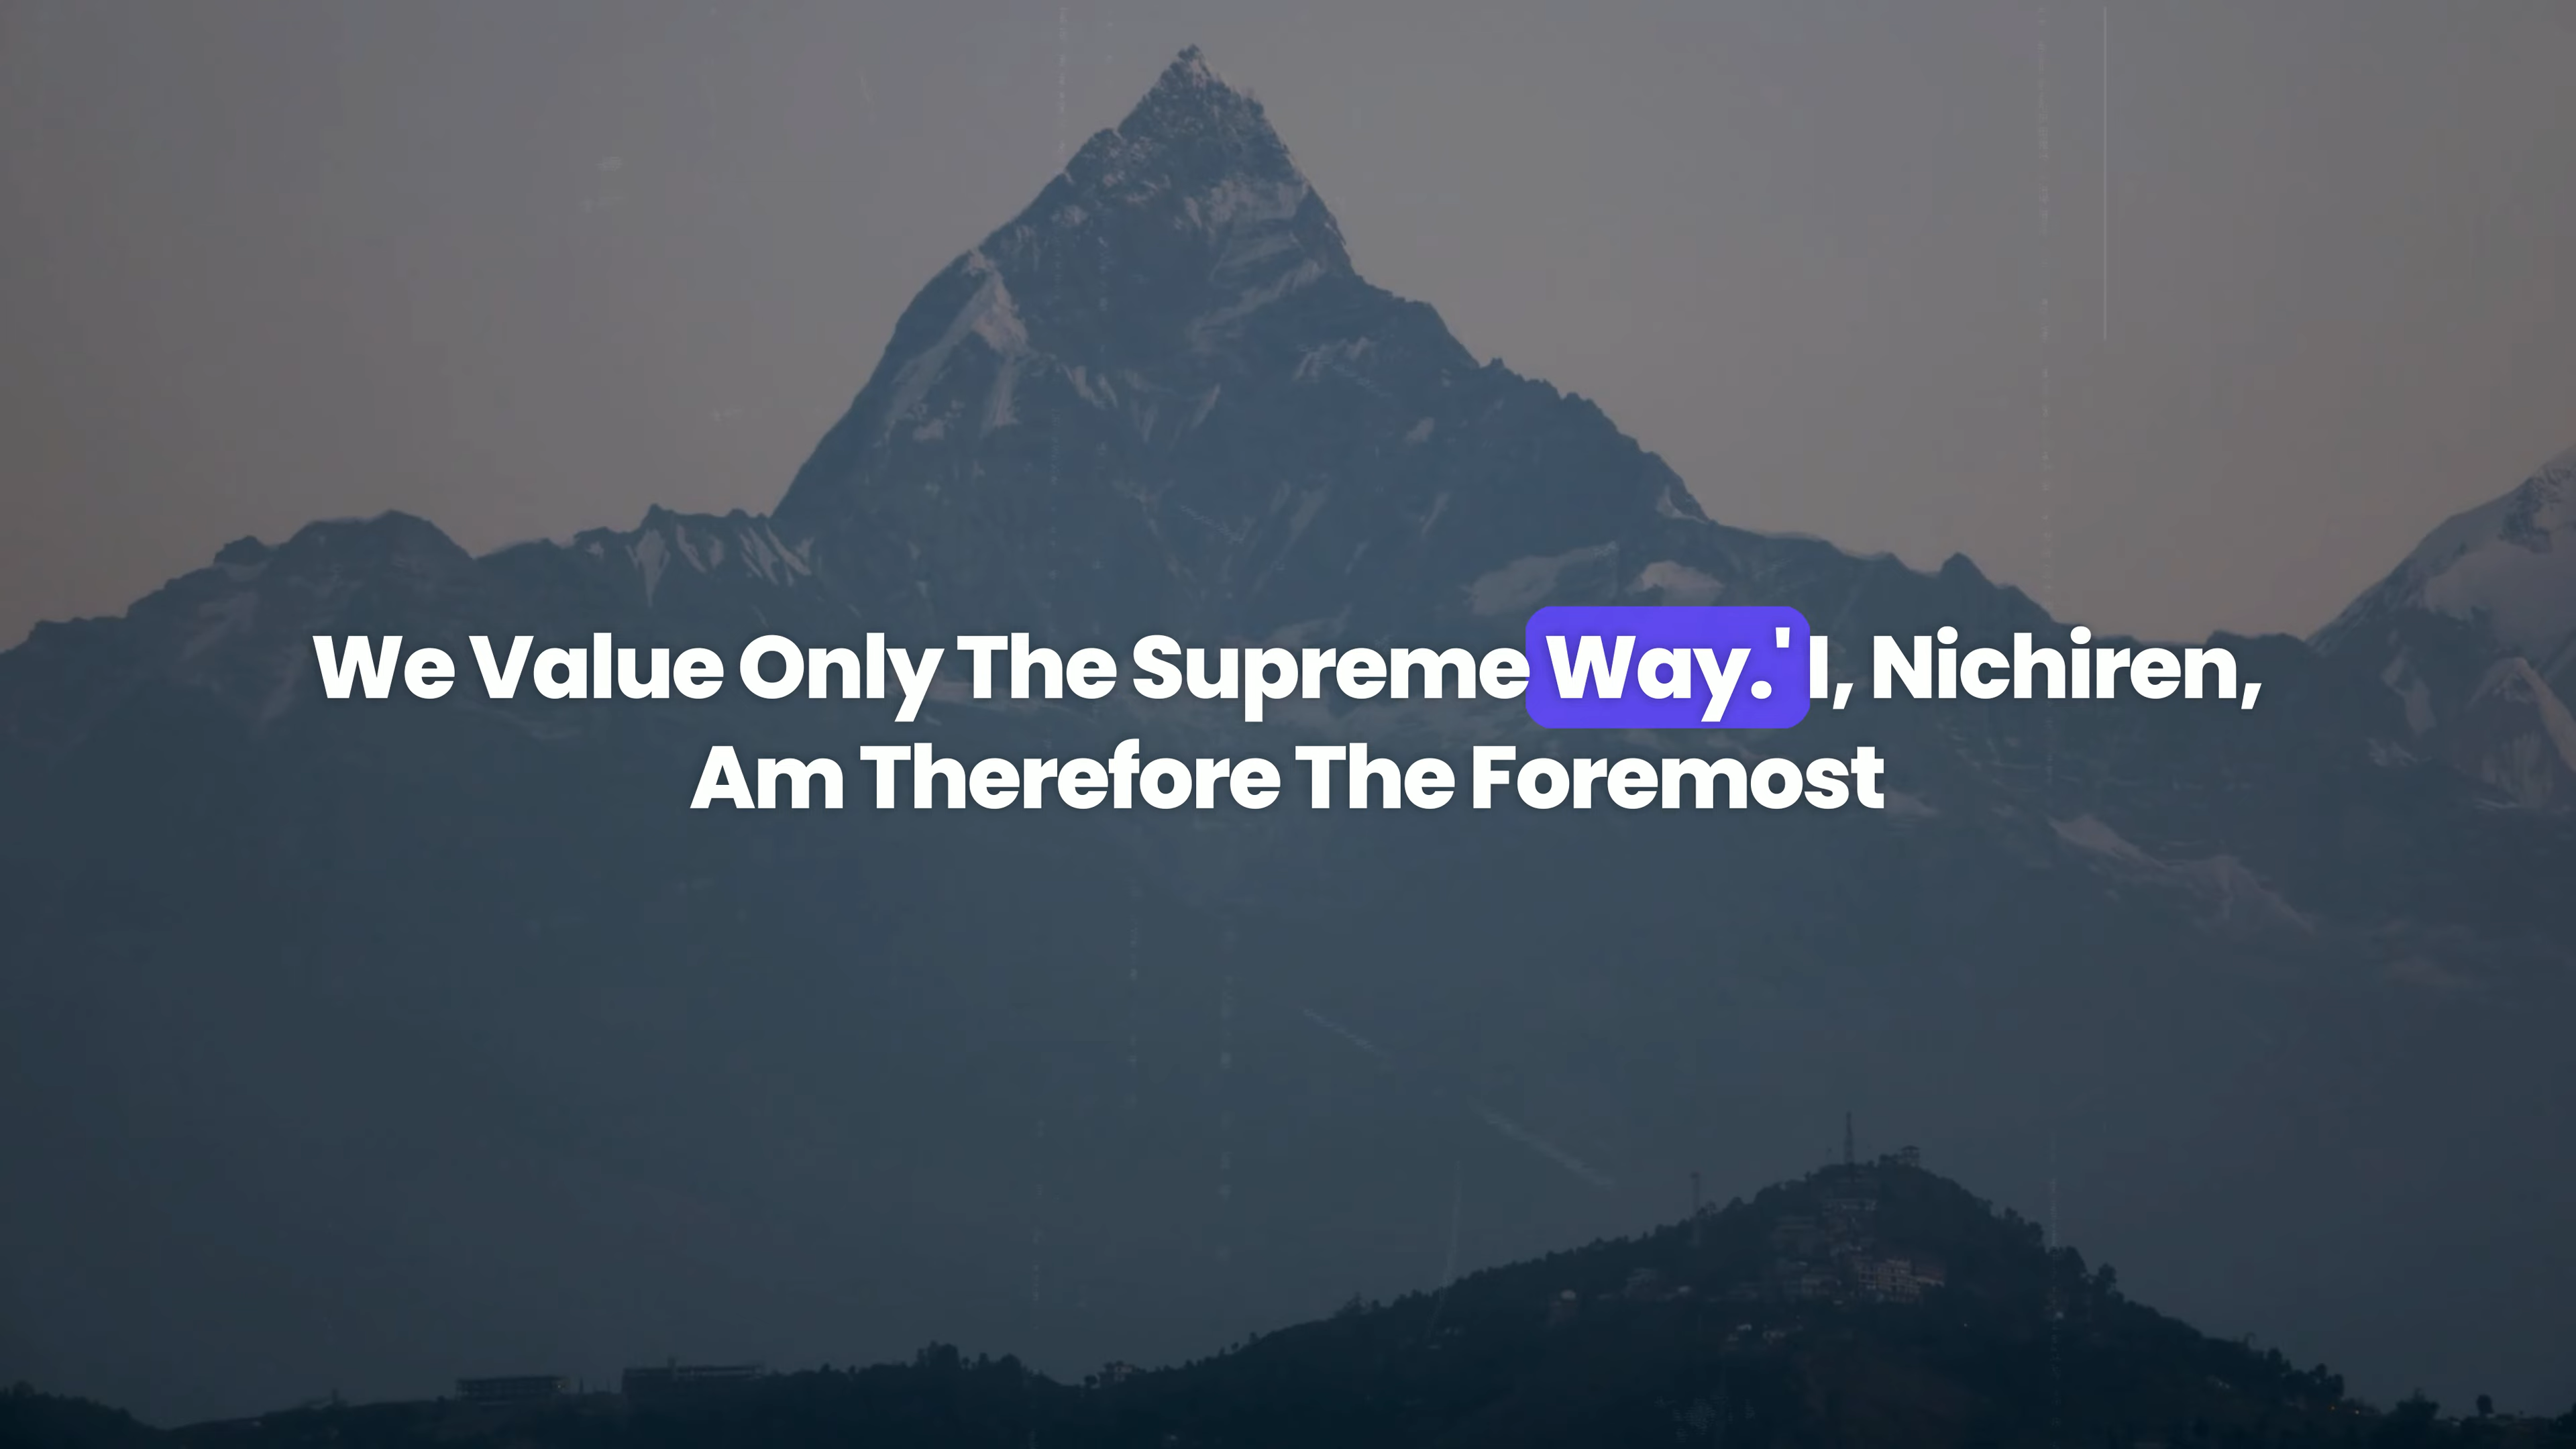 We Value Only The Supreme Way.' I, Nichiren,
Am Therefore The Foremost